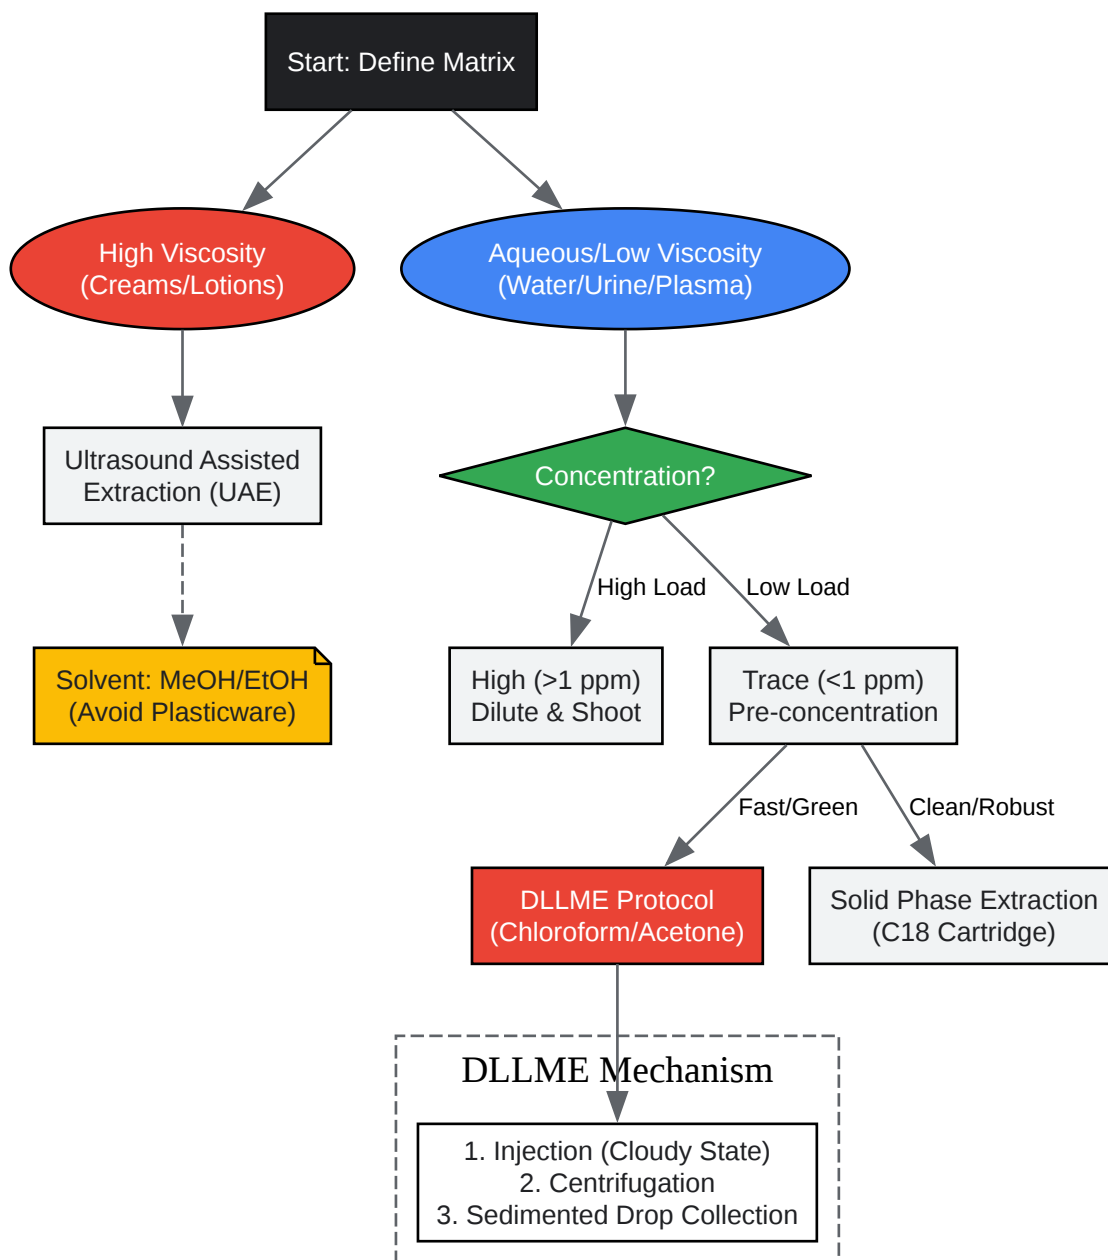 Start: Define Matrix
High Viscosity
(Creams/Lotions)
Aqueous/Low Viscosity
(Water/Urine/Plasma)
Ultrasound Assisted
Extraction (UAE)
Concentration?
High Load
Low Load
Solvent: MeOH/EtOH
(Avoid Plasticware)
High (>1 ppm)
Dilute & Shoot
Trace (<1 ppm)
Pre-concentration
Fast/Green
Clean/Robust
DLLME Protocol
(Chloroform/Acetone)
Solid Phase Extraction
(C18 Cartridge)
DLLME Mechanism
1. Injection (Cloudy State)
2. Centrifugation
3. Sedimented Drop Collection